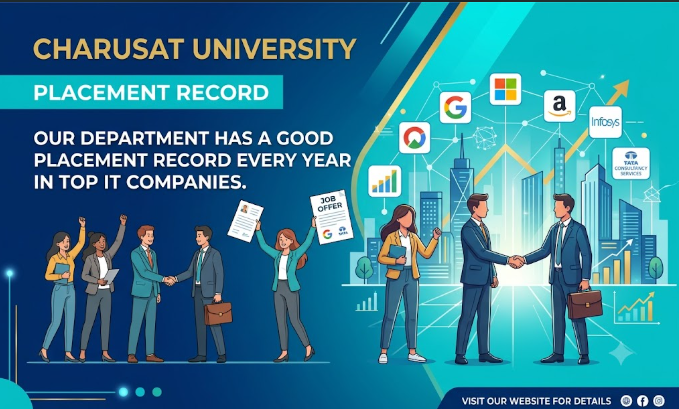 CHARUSAT UNIVERSITY
PLACEMENT RECORD
OUR DEPARTMENT HAS A GOOD
PLACEMENT RECORD EVERY YEAR
IN TOP IT COMPANIES.
JOB
OFFER
G
TATA
G
a
Infosys
TATA
CONSULTANCY
SERVICES
VISIT OUR WEBSITE FOR DETAILS